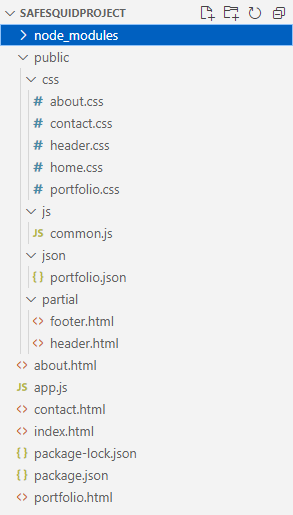 SAFESQUIDPROJECT
node_modules
public
css
about.css
contact.css
header.css
home.css
portfolio.css
js
JS common.js
json
{} portfolio.json
partial
<> footer.html
<> header.html
<> about.html
JS app.js
<> contact.html
<> index.html
{} package-lock.json
{} package.json
<> portfolio.html